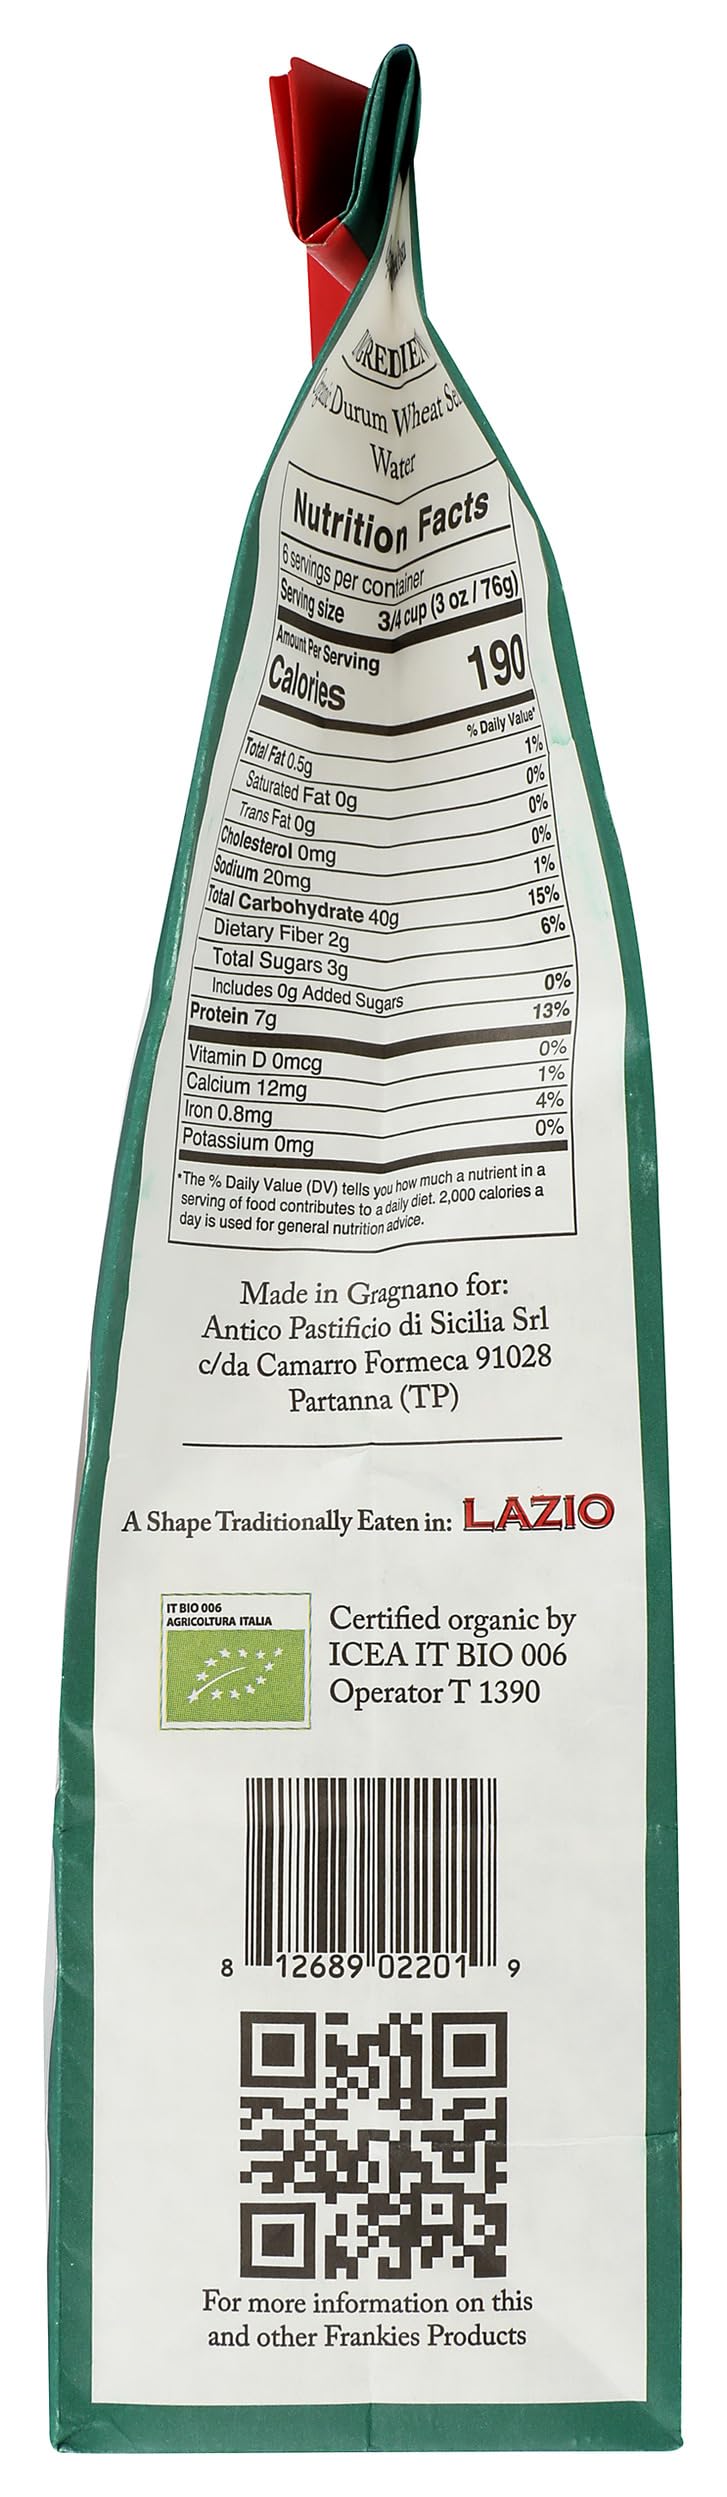 Durum Wheat
Water
Nutrition Facts
6 servings per container
Serving size 3/4 cup (3 oz / 76g)
Amount Per Serving
Calories 190
% Daily Value*
Total Fat 0.5g 1%
Saturated Fat 0g 0%
Trans Fat 0g 0%
Cholesterol 0mg 0%
Sodium 20mg 1%
Total Carbohydrate 40g 15%
Dietary Fiber 2g 6%
Total Sugars 3g
Includes 0g Added Sugars 0%
Protein 7g 13%
Vitamin D 0mcg 0%
Calcium 12mg 1%
Iron 0.8mg 4%
Potassium 0mg 0%
*The % Daily Value (DV) tells you how much a nutrient in a
serving of food contributes to a daily diet. 2,000 calories a
day is used for general nutrition advice.
Made in Gragnano for:
Antico Pastificio di Sicilia Srl
c/da Camarro Formeca 91028
Partanna (TP)
A Shape Traditionally Eaten in: LAZIO
IT BIO 006
AGRICOLTURA ITALIA
Certified organic by
ICEA IT BIO 006
Operator T 1390
8 12689 02201 9
For more information on this
and other Frankies Products